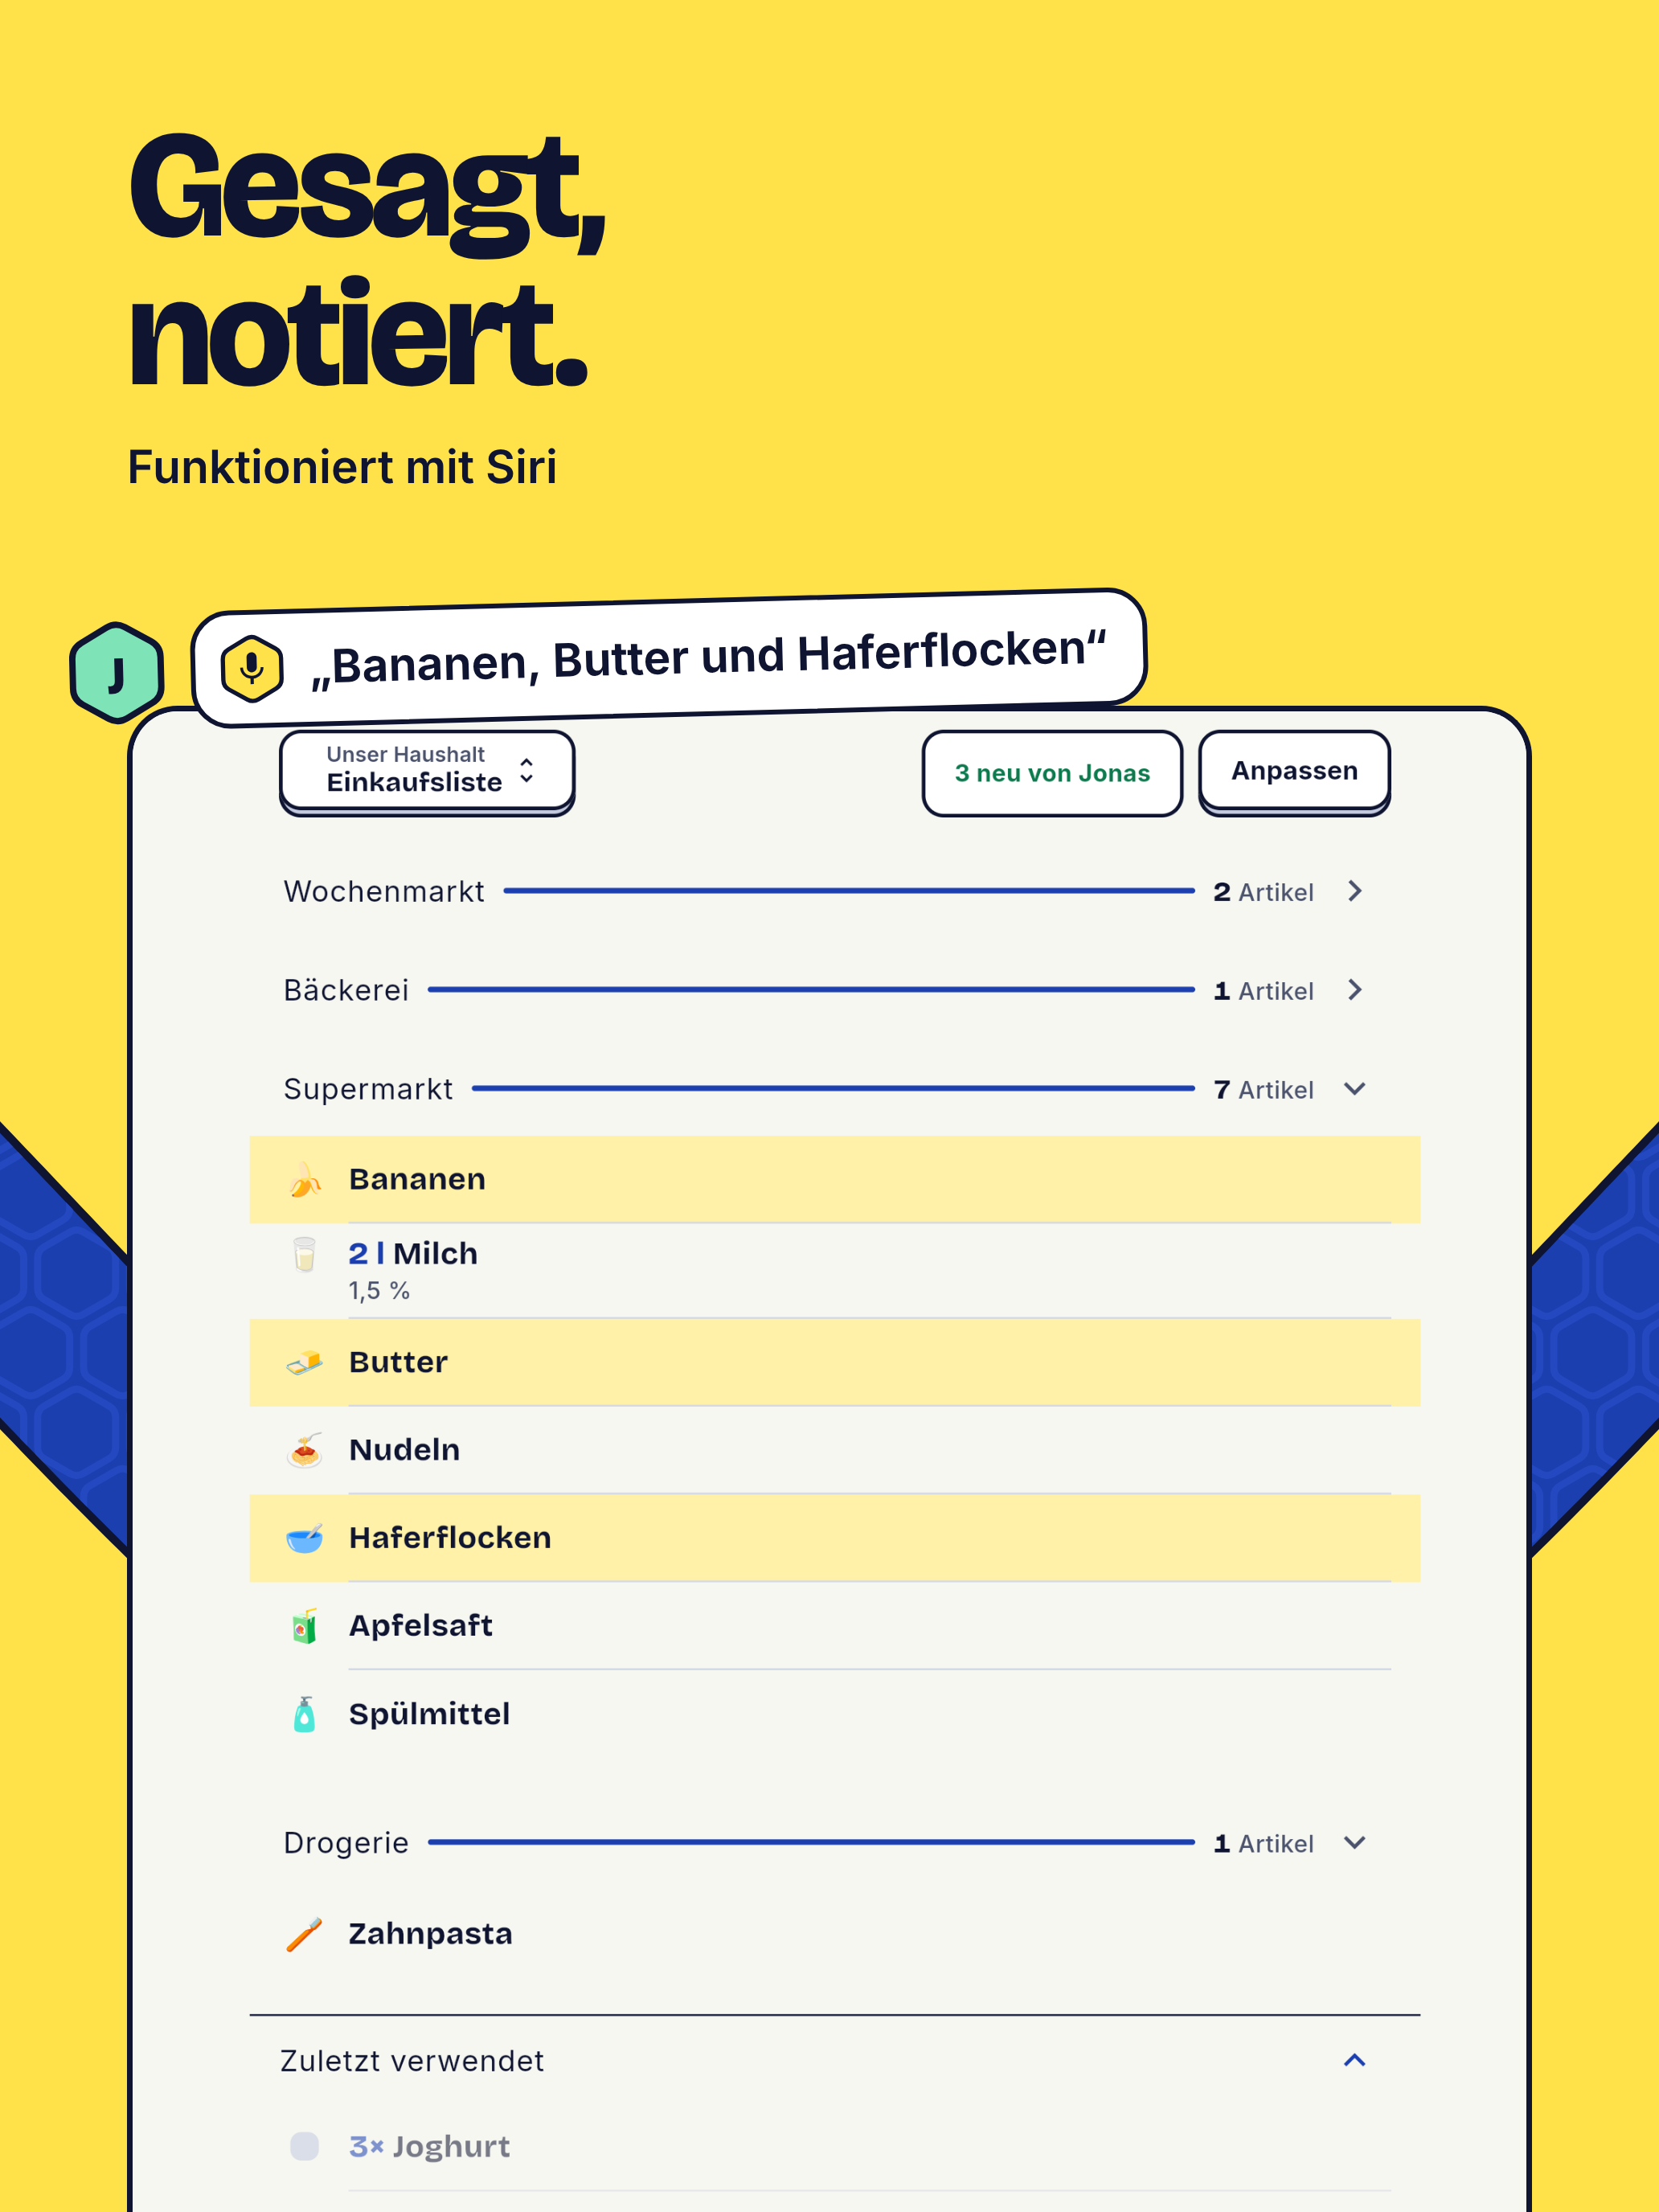 Gesagt,
notiert.
Funktioniert mit Siri
J
„Bananen, Butter und Haferflocken“
Unser Haushalt
Einkaufsliste
3 neu von Jonas
Anpassen
Wochenmarkt 2 Artikel
Bäckerei 1 Artikel
Supermarkt 7 Artikel
Bananen
2 l Milch
1,5 %
Butter
Nudeln
Haferflocken
Apfelsaft
Spülmittel
Drogerie 1 Artikel
Zahnpasta
Zuletzt verwendet
3× Joghurt